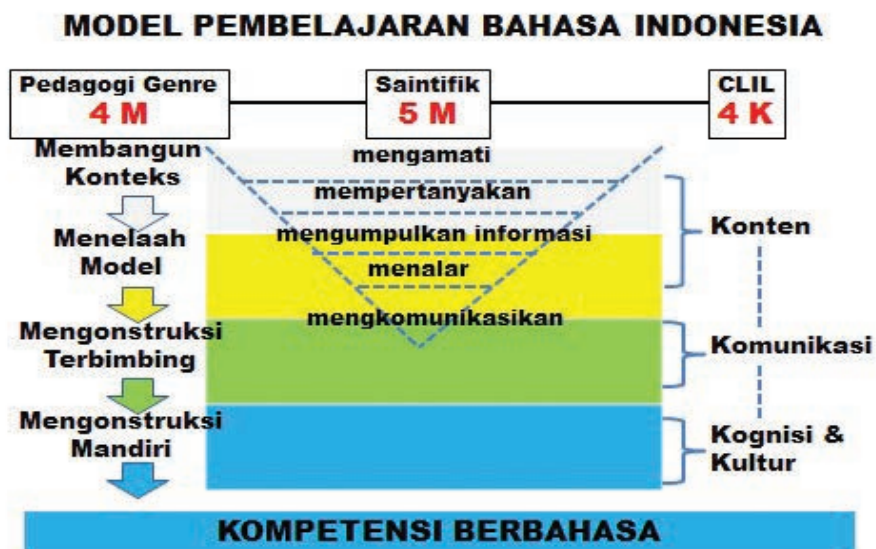 MODEL PEMBELAJARAN BAHASA INDONESIA
Pedagogi Genre
4 M
Saintifik
5 M
CLIL
4 K
Membangun
Konteks
Menelaah
Model
Mengonstruksi
Terbimbing
Mengonstruksi
Mandiri
mengamati
mempertanyakan
mengumpulkan informasi
menalar
mengkomunikasikan
Konten
Komunikasi
Kognisi &
Kultur
KOMPETENSI BERBAHASA